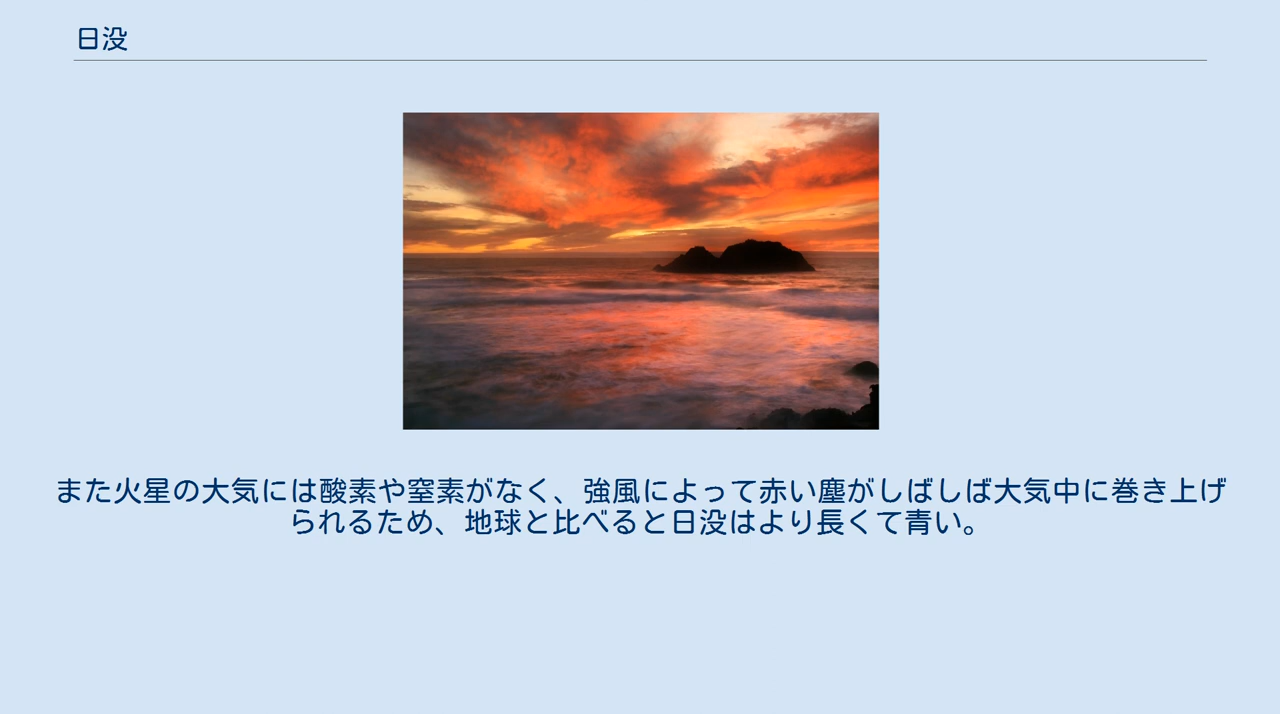 日没
また火星の大気には酸素や窒素がなく、強風によって赤い塵がしばしば大気中に巻き上げ
られるため、地球と比べると日没はより長くて青い。